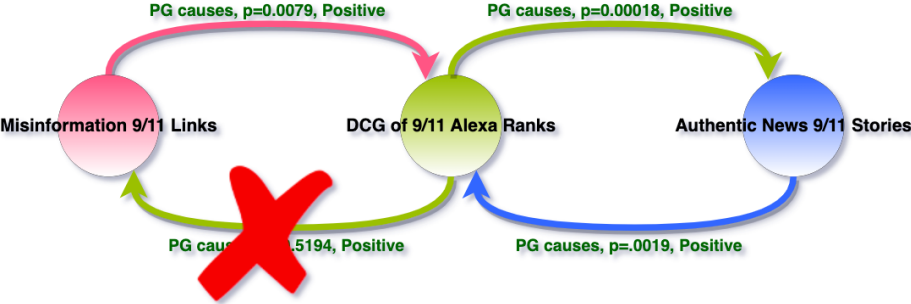 PG causes, p=0.0079, Positive
PG causes, p=0.00018, Positive
Misinformation 9/11 Links
DCG of 9/11 Alexa Ranks
Authentic News 9/11 Stories
PG .5194, Positive
PG causes, p=.0019, Positive